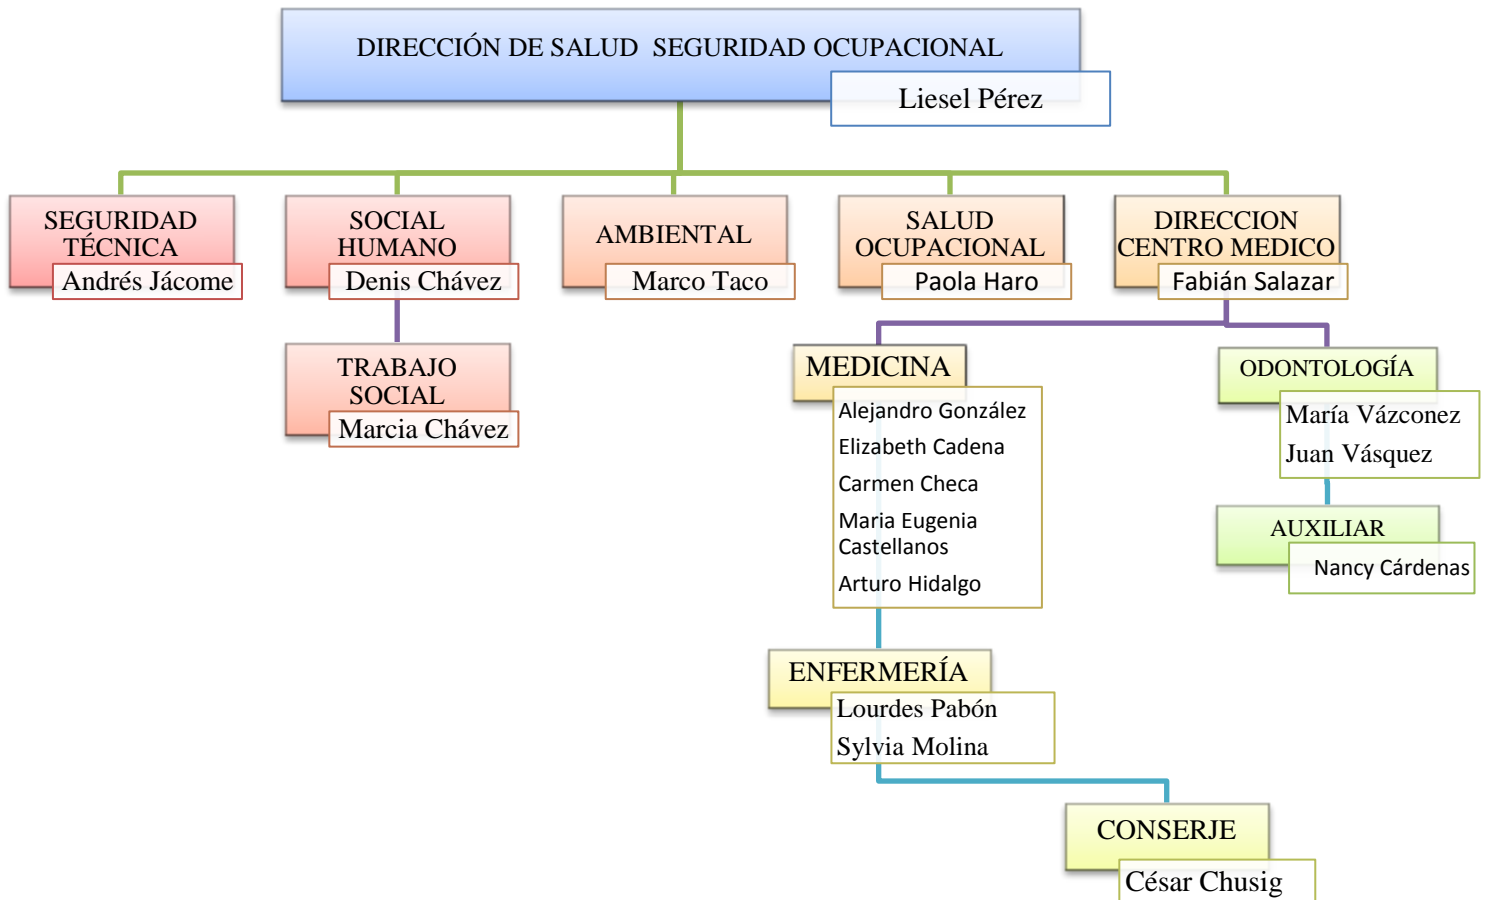 DIRECCIÓN DE SALUD  SEGURIDAD OCUPACIONAL
Liesel Pérez
SEGURIDAD
TÉCNICA
Andrés Jácome
SOCIAL
HUMANO
Denis Chávez
AMBIENTAL
Marco Taco
SALUD
OCUPACIONAL
Paola Haro
DIRECCION
CENTRO MEDICO
Fabián Salazar
TRABAJO
SOCIAL
Marcia Chávez
MEDICINA
Alejandro González
Elizabeth Cadena
Carmen Checa
Maria Eugenia
Castellanos
Arturo Hidalgo
ODONTOLOGÍA
María Vázconez
Juan Vásquez
AUXILIAR
Nancy Cárdenas
ENFERMERÍA
Lourdes Pabón
Sylvia Molina
CONSERJE
César Chusig